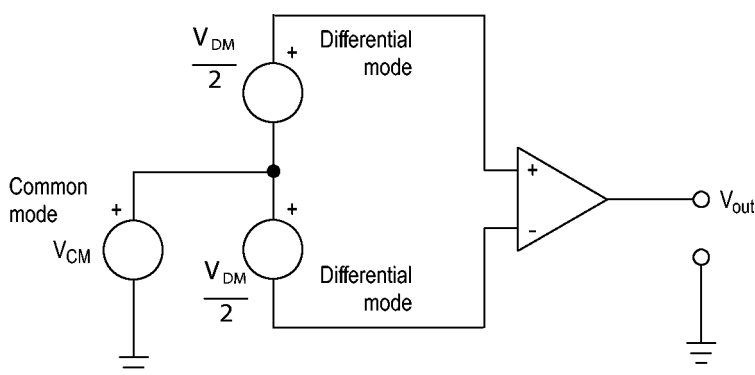 V_DM
2
+
Differential
mode
Common
mode
+
V_CM
+
V_DM
2
Differential
mode
+
-
V_out